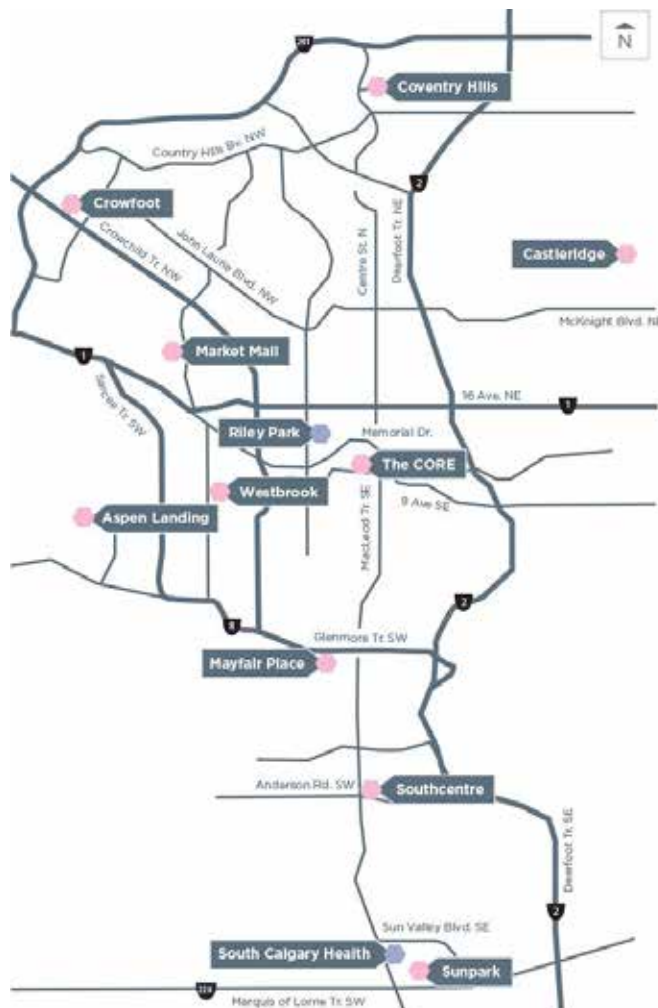 201
N
Coventry Hills
Country Hills Bv. NW
2
Crowfoot
Crowchild Tr. NW
John Laurie Blvd. NW
Centre St. N
Deerfoot Tr. NE
Castleridge
McKnight Blvd. NE
1
Market Mall
Sarcee Tr. SW
16 Ave. NE
1
Riley Park
Memorial Dr.
The CORE
Westbrook
9 Ave SE
Aspen Landing
MacLeod Tr. SE
2
8
Glenmore Tr. SW
Mayfair Place
Anderson Rd. SW
Southcentre
Deerfoot Tr. SE
2
Sun Valley Blvd. SE
South Calgary Health
Sunpark
Marquis of Lorne Tr. SW